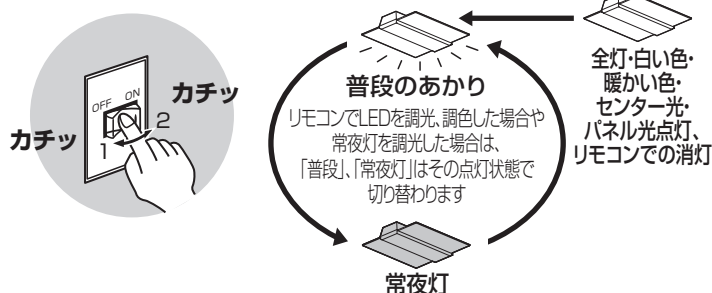 OFF ON
カチッ
2
カチッ
1
普段のあかり
リモコンでLEDを調光、調色した場合や
常夜灯を調光した場合は、
「普段」、「常夜灯」はその点灯状態で
切り替わります
常夜灯
全灯・白い色・
暖かい色・
センター光・
パネル光点灯、
リモコンでの消灯